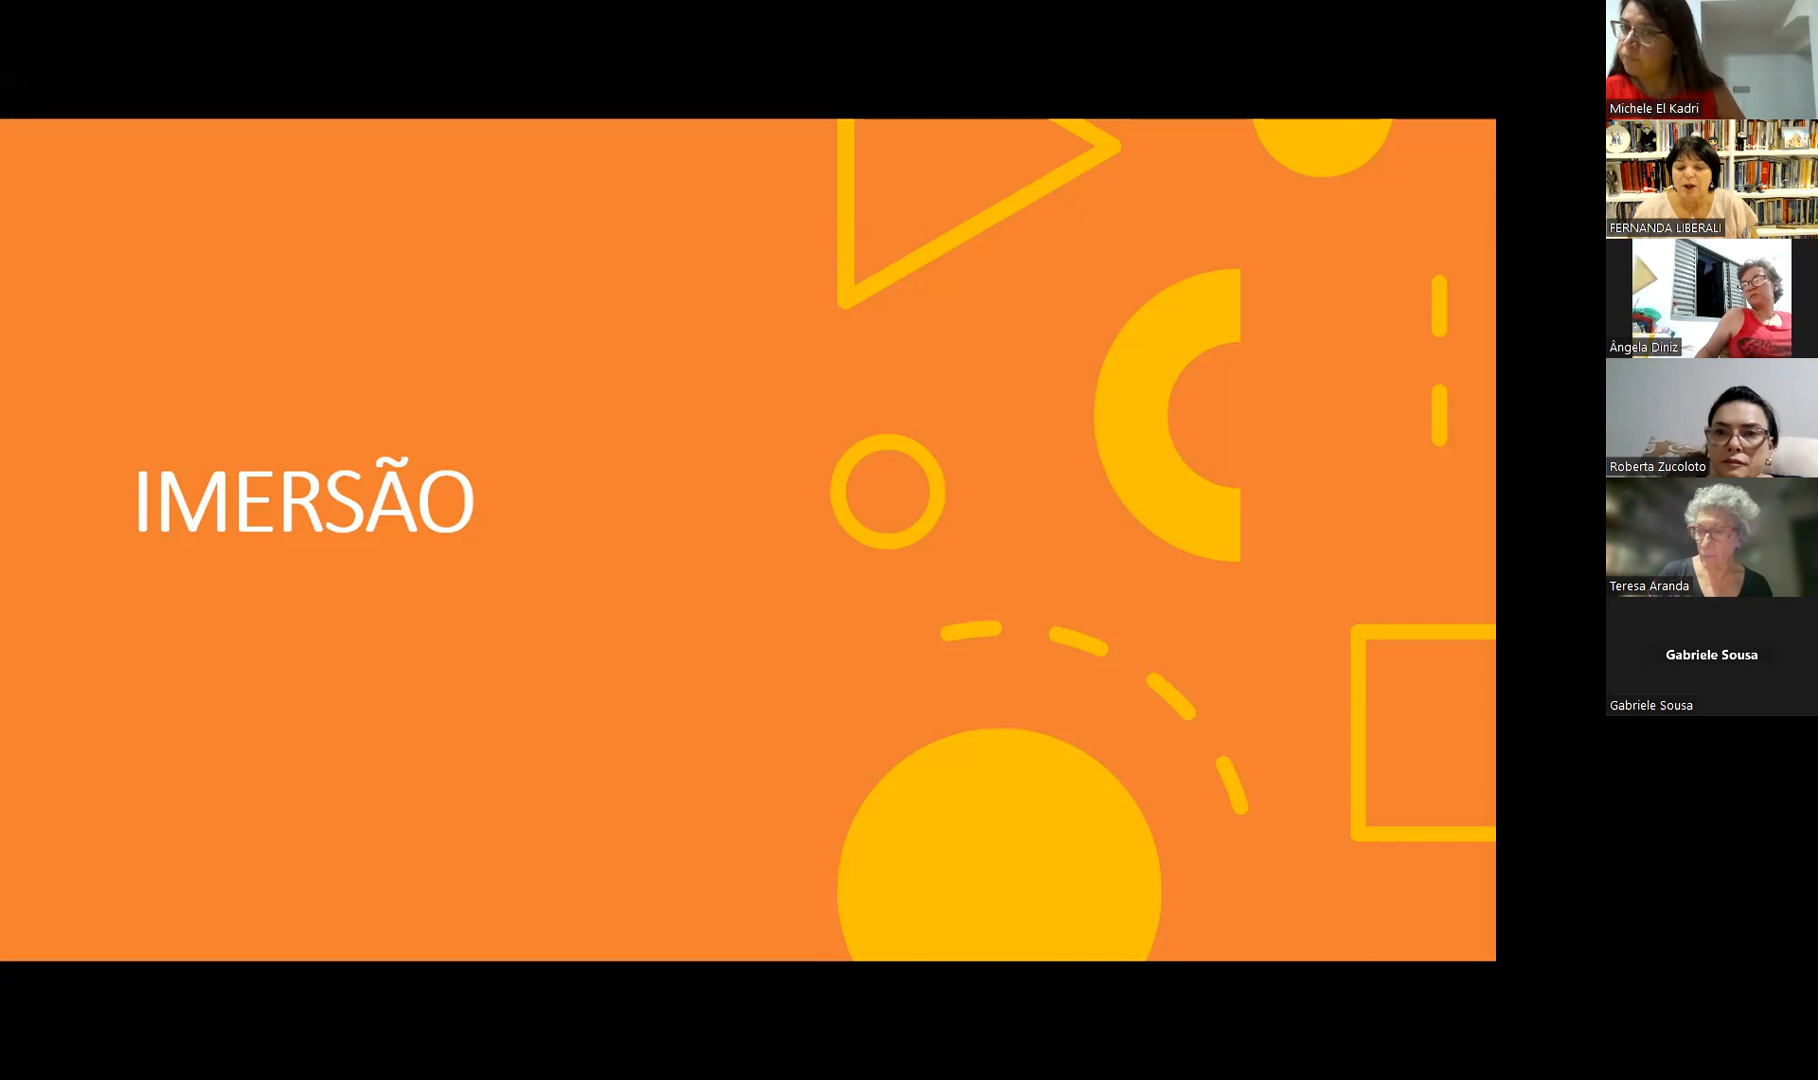 IMERSÃO
Michele El Kadri
FERNANDA LIBERALI
Ângela Diniz
Roberta Zucoloto
Teresa Aranda
Gabriele Sousa
Gabriele Sousa